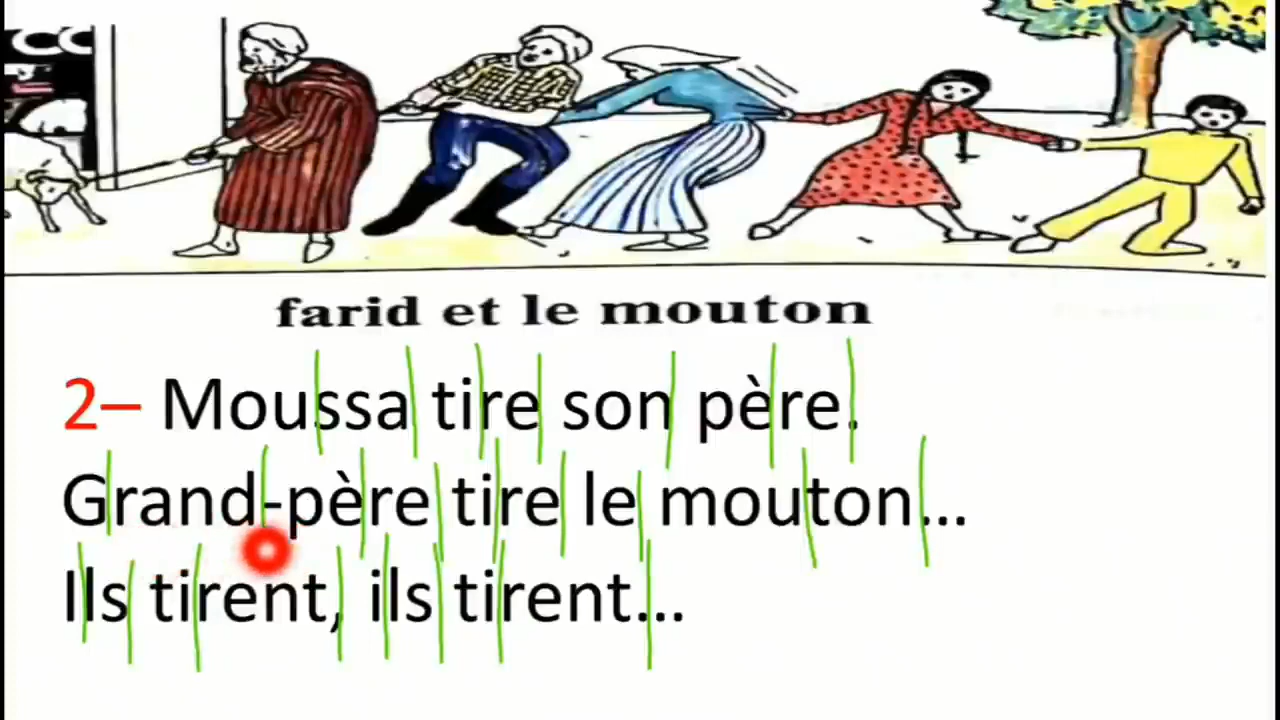 farid et le mouton
2– Moussa tire son père.
Grand-père tire le mouton...
Ils tirent, ils tirent...